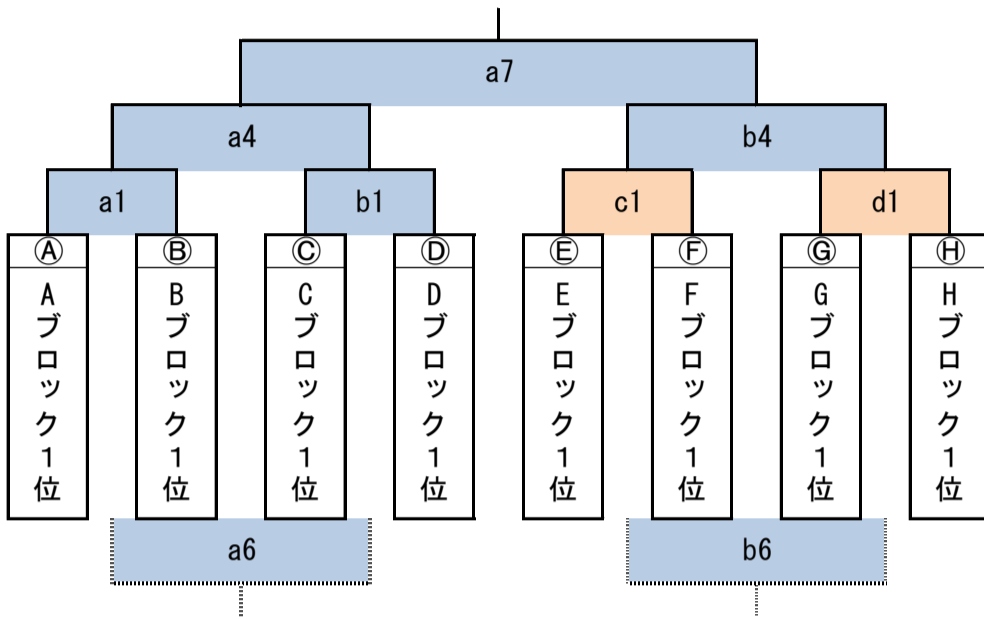 a7
a4
b4
a1
b1
c1
d1
Ⓐ
Ⓑ
Ⓒ
Ⓓ
Ⓔ
Ⓕ
Ⓖ
Ⓗ
Aブロック1位
Bブロック1位
Cブロック1位
Dブロック1位
Eブロック1位
Fブロック1位
Gブロック1位
Hブロック1位
a6
b6